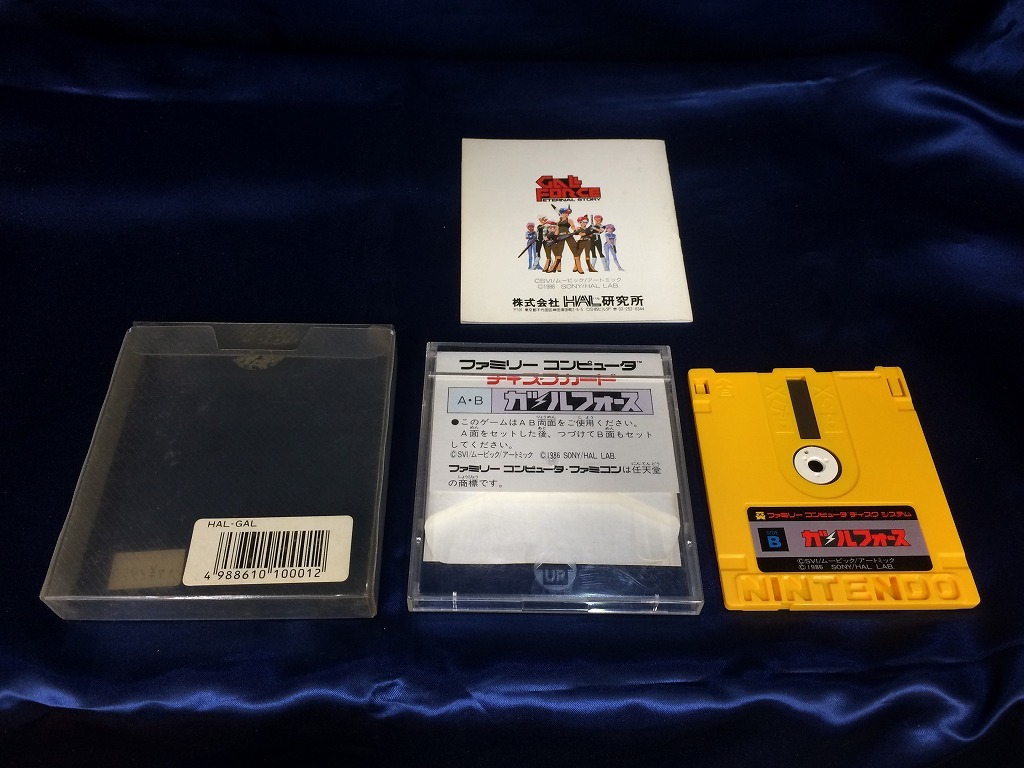 GALL
FORCE
ETERNAL STORY
©SVI/ムービック/アートミック
©1986 SONY/HAL LAB.
株式会社 HAL研究所
HAL-GAL
4 988610 100012
ファミリー コンピュータ™
ディスクカード
A・B ガルフォース
●このゲームはAB両面をご使用ください。
A面をセットした後、つづけてB面もセット
してください。
©SVI/ムービック/アートミック ©1986 SONY/HAL LAB.
ファミリー コンピュータ・ファミコンは任天堂
の商標です。
UP
ファミリー コンピュータ ディスク システム
SIDE
B
ガルフォース
©SVI/ムービック/アートミック
©1986 SONY/HAL LAB.
NINTENDO